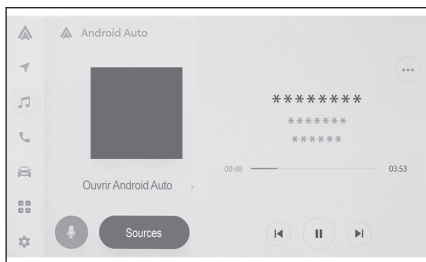 Android Auto
********
*******
******
00:48
03:53
Ouvrir Android Auto
Sources